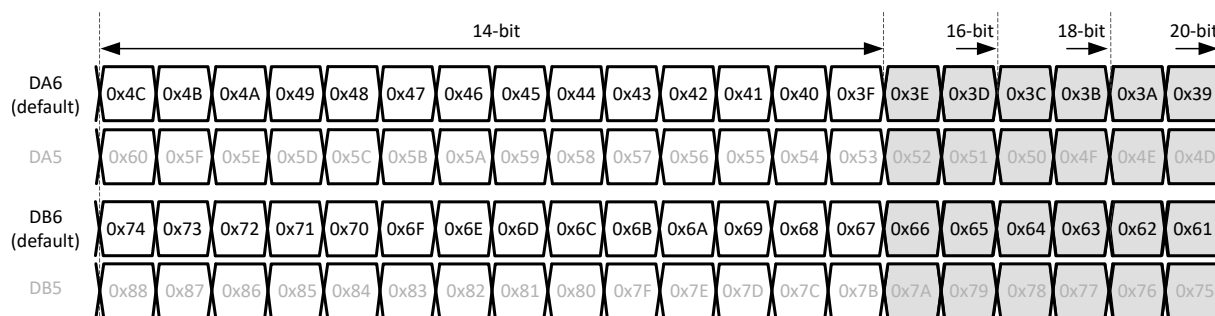 14-bit 16-bit 18-bit 20-bit
DA6 (default) 0x4C 0x4B 0x4A 0x49 0x48 0x47 0x46 0x45 0x44 0x43 0x42 0x41 0x40 0x3F 0x3E 0x3D 0x3C 0x3B 0x3A 0x39
DA5 0x60 0x5F 0x5E 0x5D 0x5C 0x5B 0x5A 0x59 0x58 0x57 0x56 0x55 0x54 0x53 0x52 0x51 0x50 0x4F 0x4E 0x4D
DB6 (default) 0x74 0x73 0x72 0x71 0x70 0x6F 0x6E 0x6D 0x6C 0x6B 0x6A 0x69 0x68 0x67 0x66 0x65 0x64 0x63 0x62 0x61
DB5 0x88 0x87 0x86 0x85 0x84 0x83 0x82 0x81 0x80 0x7F 0x7E 0x7D 0x7C 0x7B 0x7A 0x79 0x78 0x77 0x76 0x75